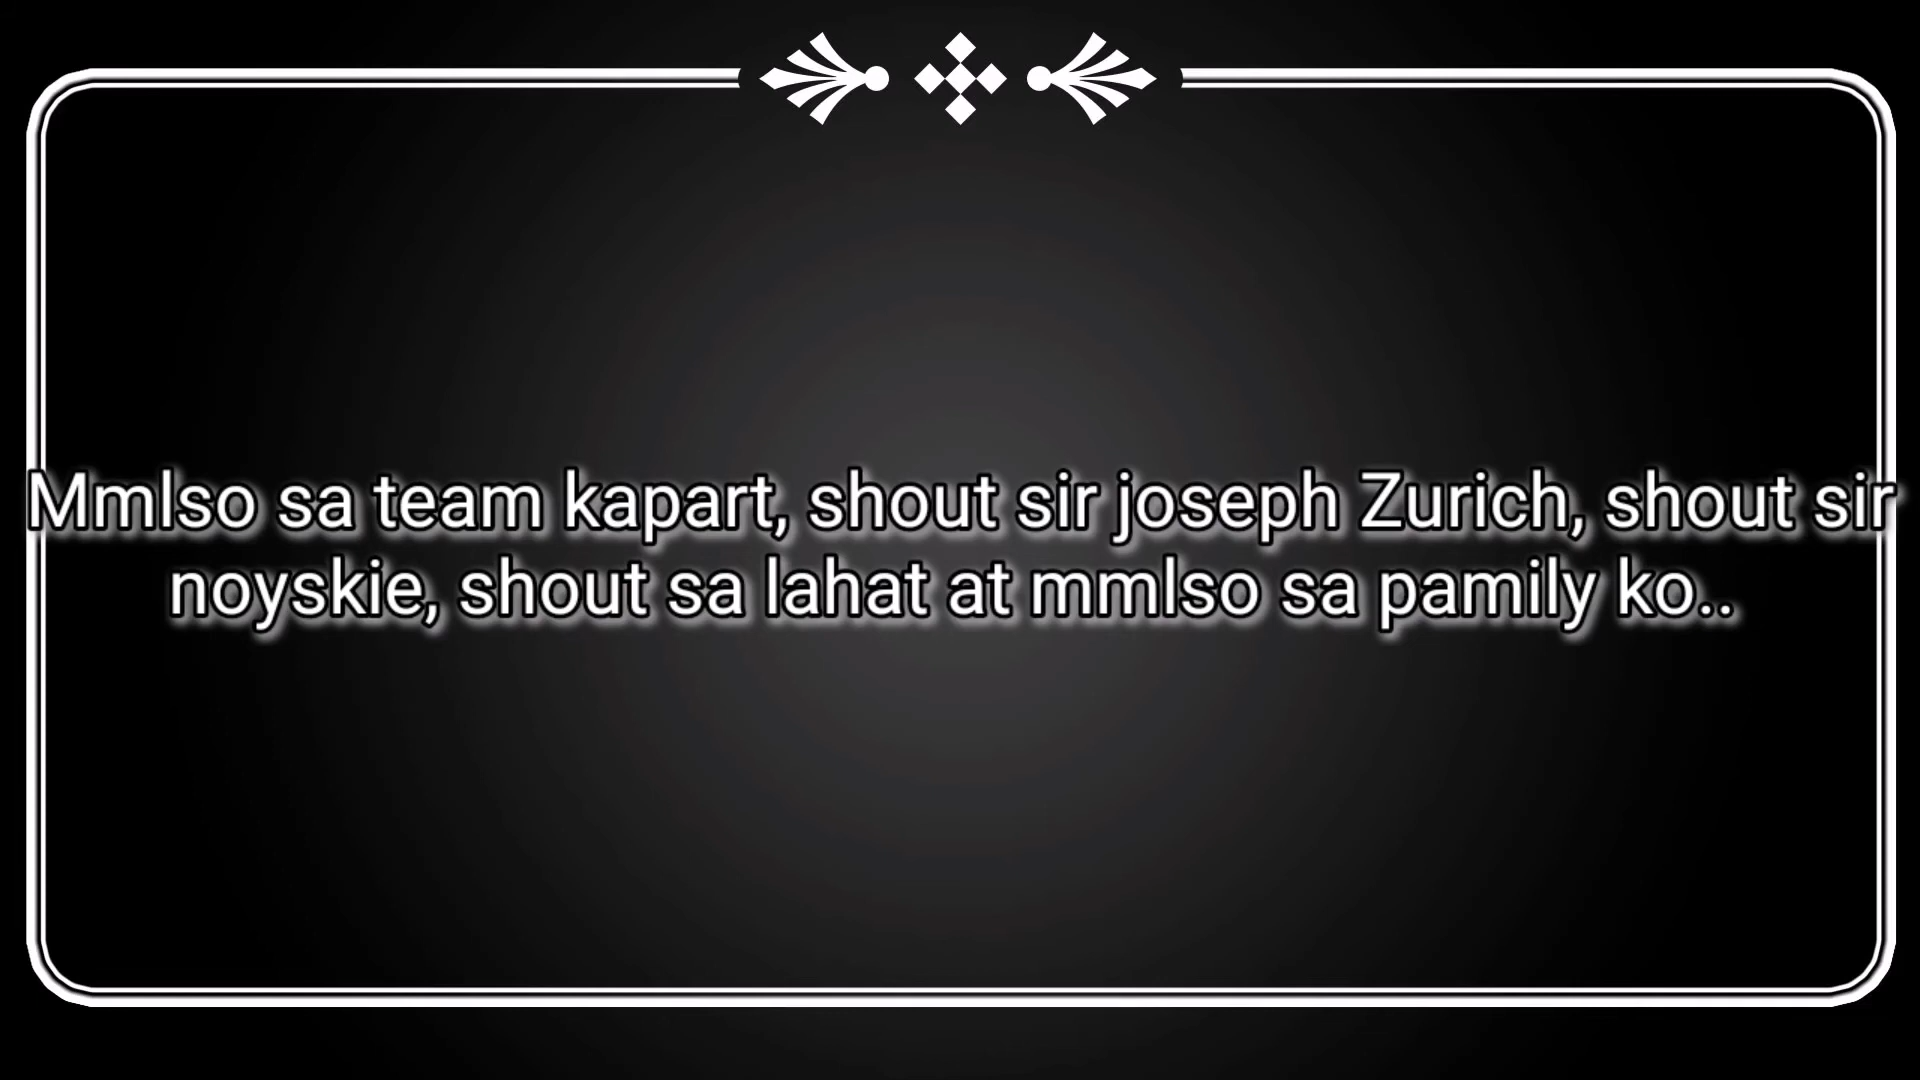 Mmlso sa team kapart, shout sir joseph Zurich, shout sir
noyskie, shout sa lahat at mmlso sa pamily ko..